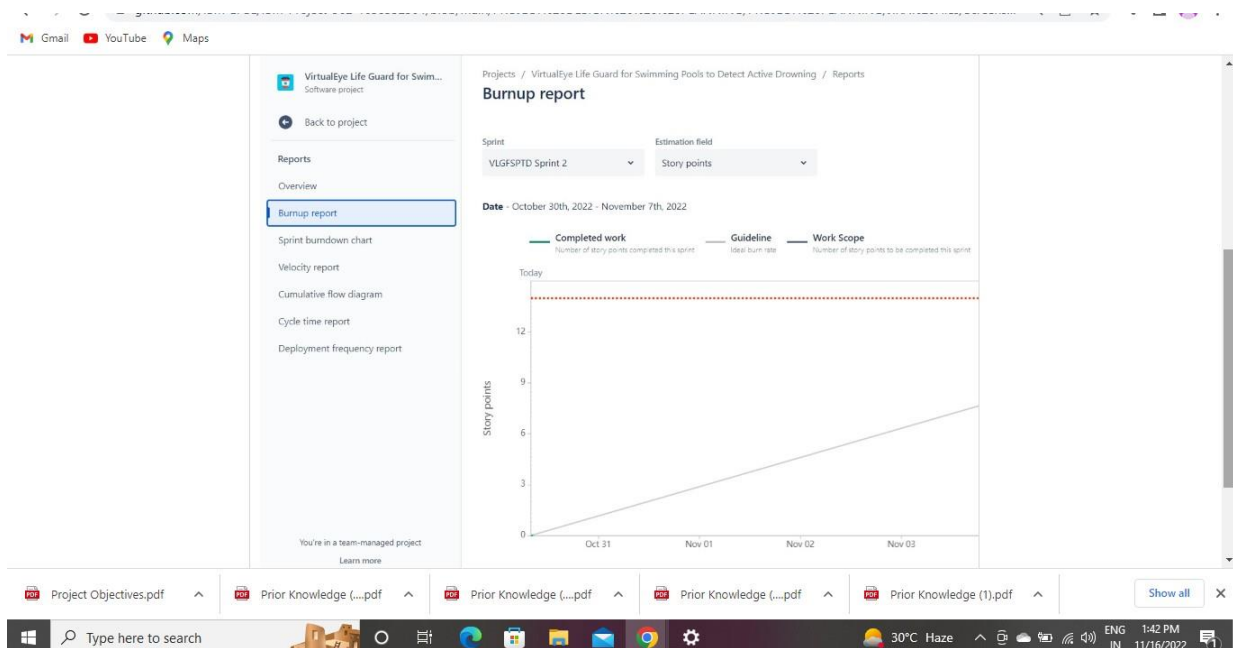 Gmail YouTube Maps
VirtualEye Life Guard for Swim...
Software project
Back to project
Reports
Overview
Burnup report
Sprint burndown chart
Velocity report
Cumulative flow diagram
Cycle time report
Deployment frequency report
You're in a team-managed project
Learn more
Projects / VirtualEye Life Guard for Swimming Pools to Detect Active Drowning / Reports
Burnup report
Sprint Estimation field
VLGFSPTD Sprint 2 Story points
Date - October 30th, 2022 - November 7th, 2022
Completed work Guideline Work Scope
Number of story points completed this sprint Ideal burn rate Number of story points to be completed this sprint
Today
12
9
6
3
0
Story points
Oct 31 Nov 01 Nov 02 Nov 03
Project Objectives.pdf Prior Knowledge (....pdf Prior Knowledge (....pdf Prior Knowledge (....pdf Prior Knowledge (1).pdf Show all
Type here to search 30°C Haze ENG 1:42 PM
IN 11/16/2022